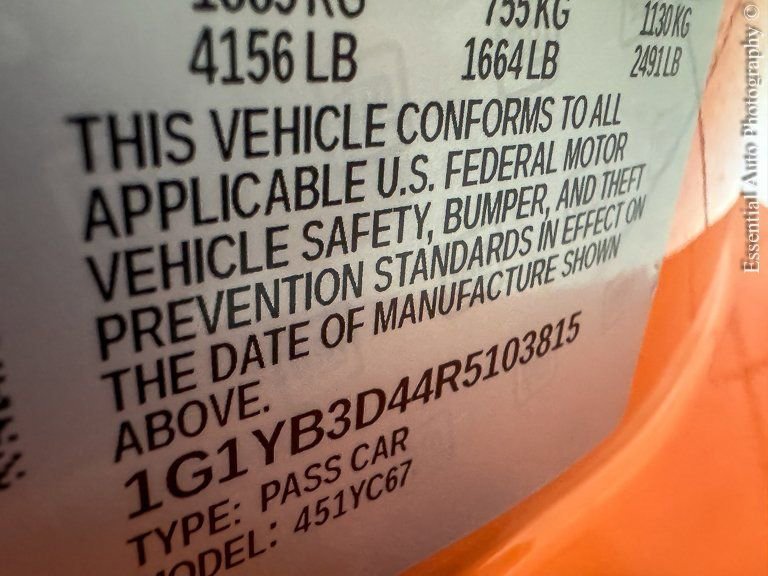 755 KG 1130 KG
4156 LB 1664 LB 2491 LB
THIS VEHICLE CONFORMS TO ALL
APPLICABLE U.S. FEDERAL MOTOR
VEHICLE SAFETY, BUMPER, AND THEFT
PREVENTION STANDARDS IN EFFECT ON
THE DATE OF MANUFACTURE SHOWN
ABOVE.
1G1YB3D44R5103815
TYPE: PASS CAR
MODEL: 451YC67
Essential Auto Photography ©